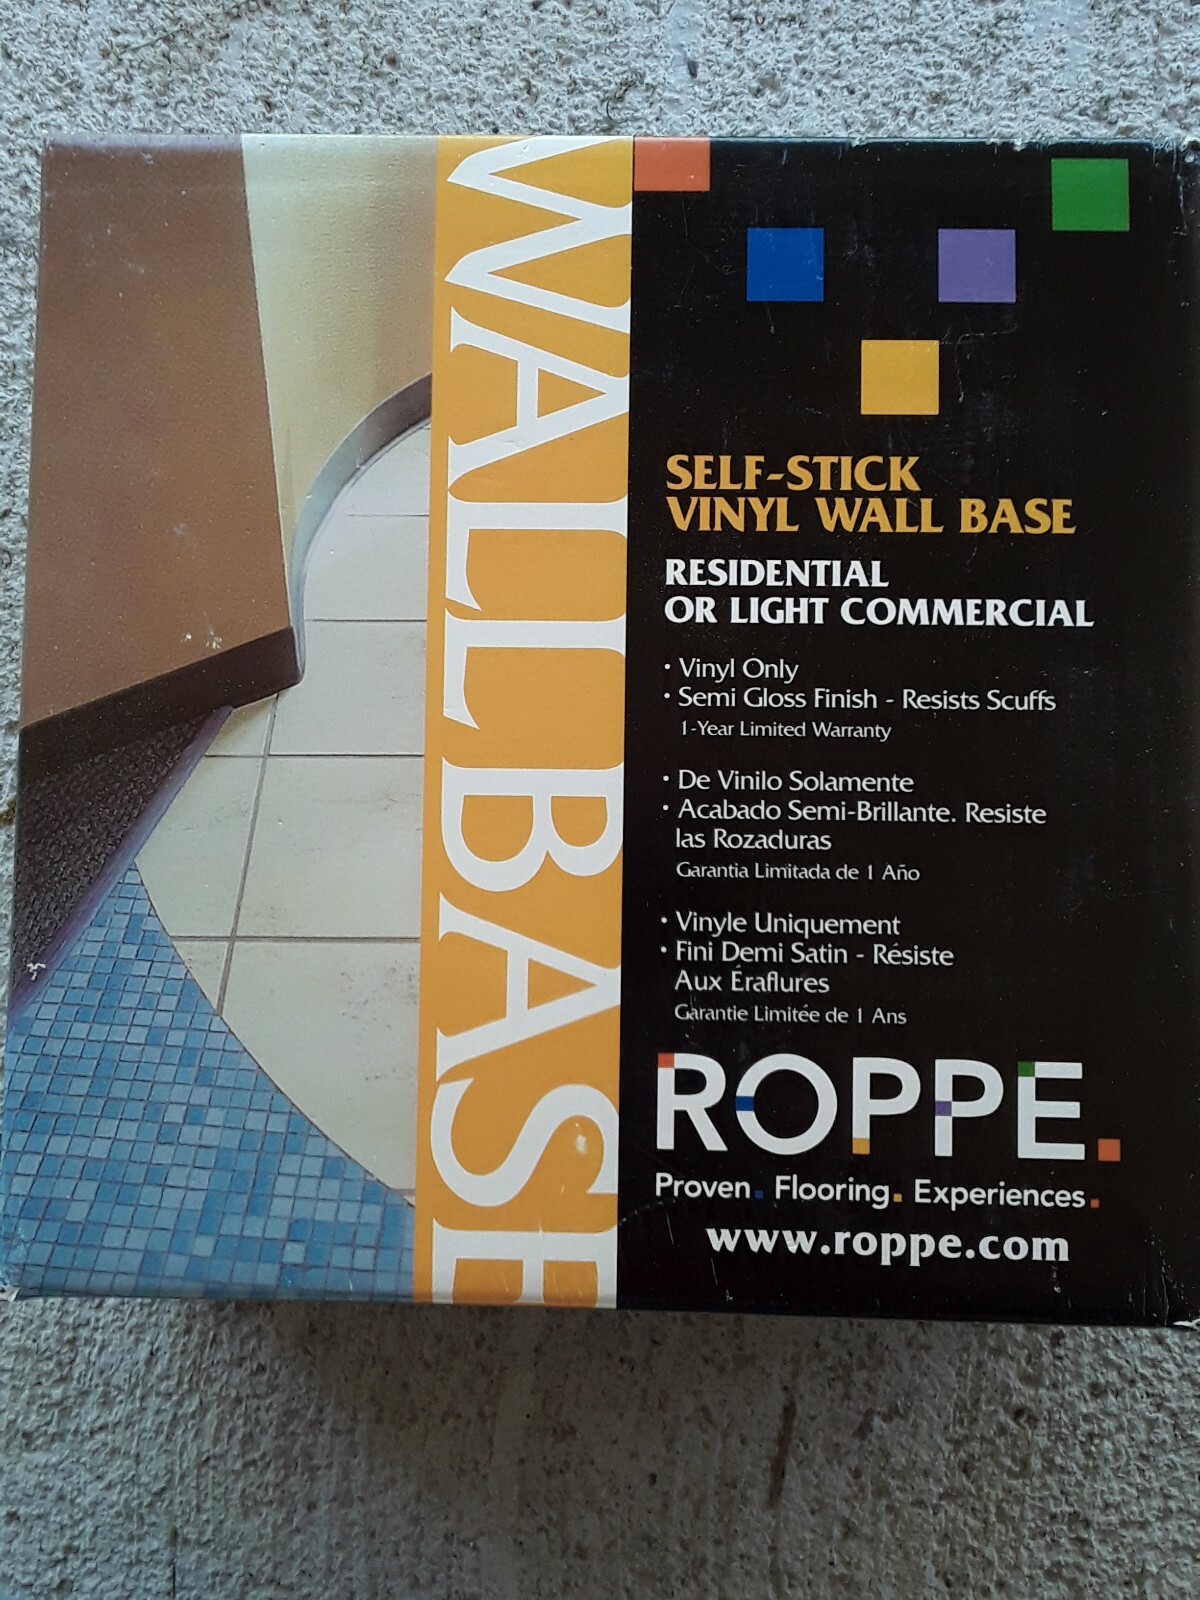 WALLBASE
SELF-STICK
VINYL WALL BASE
RESIDENTIAL
OR LIGHT COMMERCIAL
• Vinyl Only
• Semi Gloss Finish - Resists Scuffs
1-Year Limited Warranty
• De Vinilo Solamente
• Acabado Semi-Brillante. Resiste
las Rozaduras
Garantia Limitada de 1 Año
• Vinyle Uniquement
• Fini Demi Satin - Résiste
Aux Éraflures
Garantie Limitée de 1 Ans
ROPPE.
Proven. Flooring. Experiences.
www.roppe.com